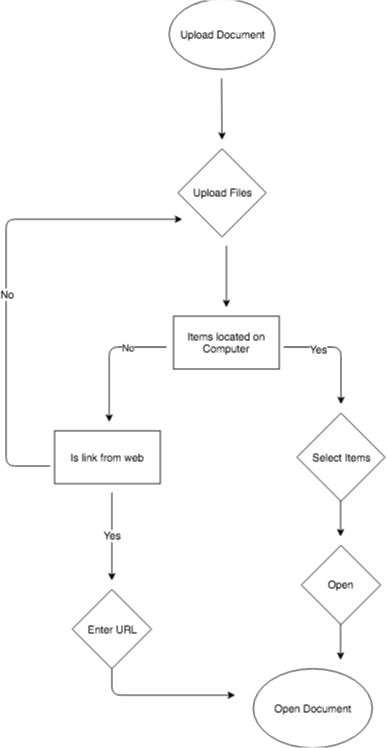 Upload Document
Upload Files
No
Items located on
Computer
No
Yes
Is link from web
Select Items
Yes
Open
Enter URL
Open Document